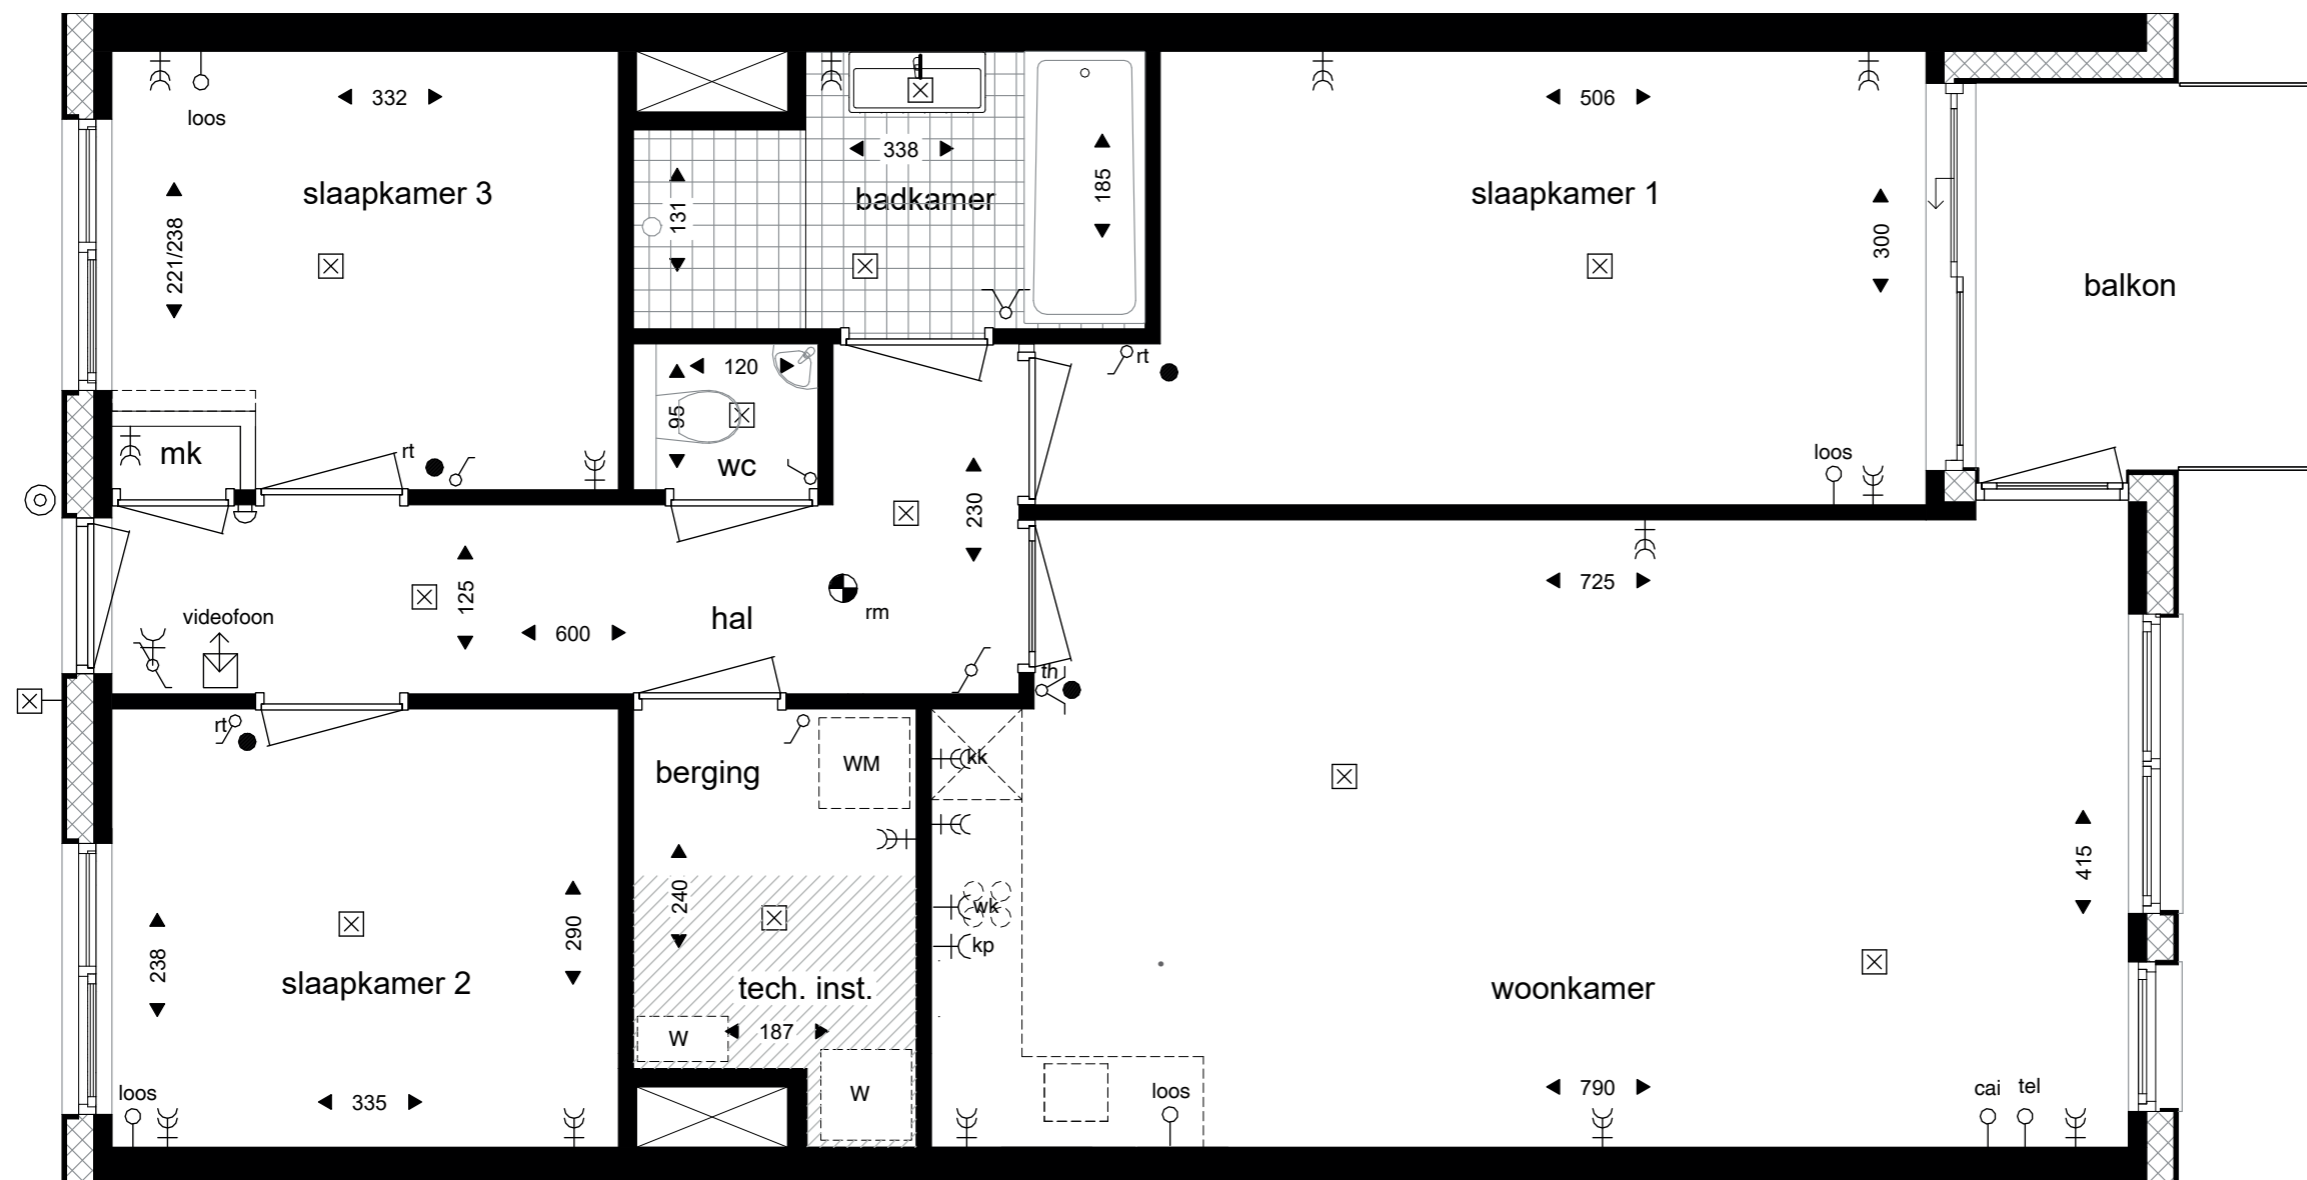 332
506
loos
338
185
131
badkamer
slaapkamer 3
slaapkamer 1
221/238
300
balkon
120
rt
95
mk
rt
wc
loos
230
725
125
videofoon
hal
rm
600
th
rt
berging
WM
kk
415
240
wk
290
kp
238
slaapkamer 2
tech. inst.
woonkamer
W
187
loos
335
W
loos
790
cai
tel